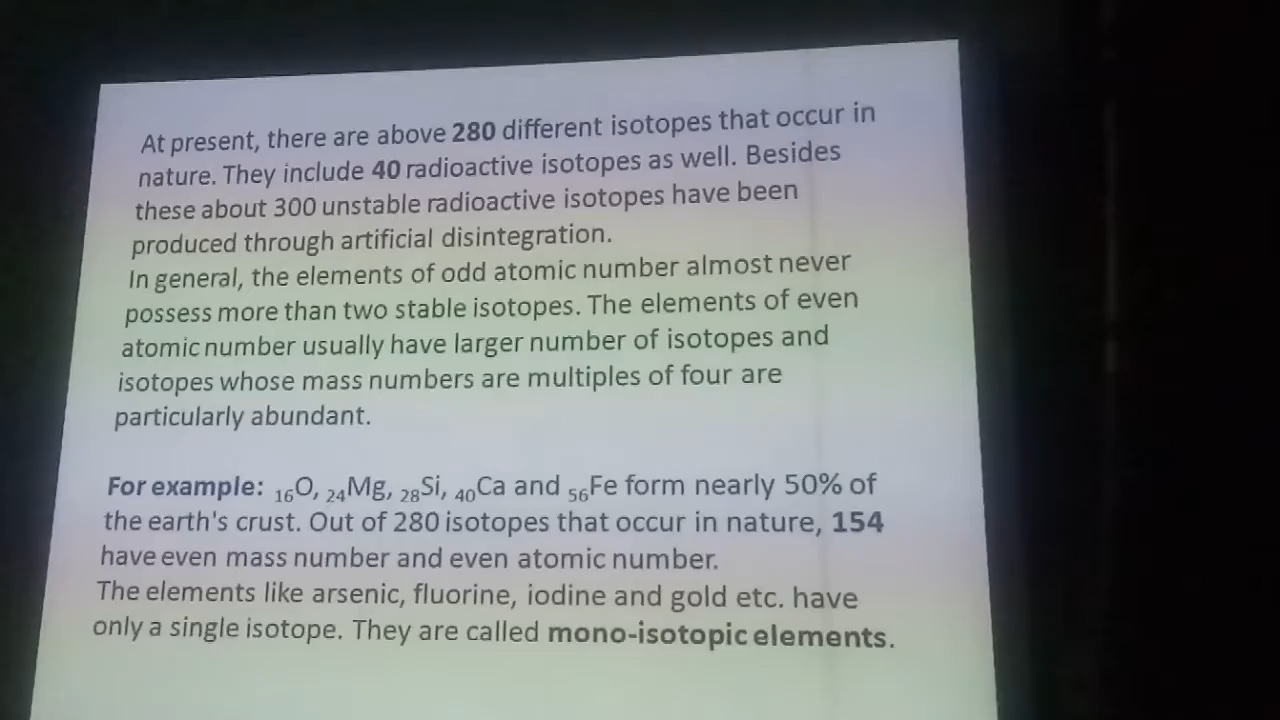 At present, there are above 280 different isotopes that occur in
nature. They include 40 radioactive isotopes as well. Besides
these about 300 unstable radioactive isotopes have been
produced through artificial disintegration.
In general, the elements of odd atomic number almost never
possess more than two stable isotopes. The elements of even
atomic number usually have larger number of isotopes and
isotopes whose mass numbers are multiples of four are
particularly abundant.
For example: ₁₆O, ₂₄Mg, ₂₈Si, ₄₀Ca and ₅₆Fe form nearly 50% of
the earth's crust. Out of 280 isotopes that occur in nature, 154
have even mass number and even atomic number.
The elements like arsenic, fluorine, iodine and gold etc. have
only a single isotope. They are called mono-isotopic elements.